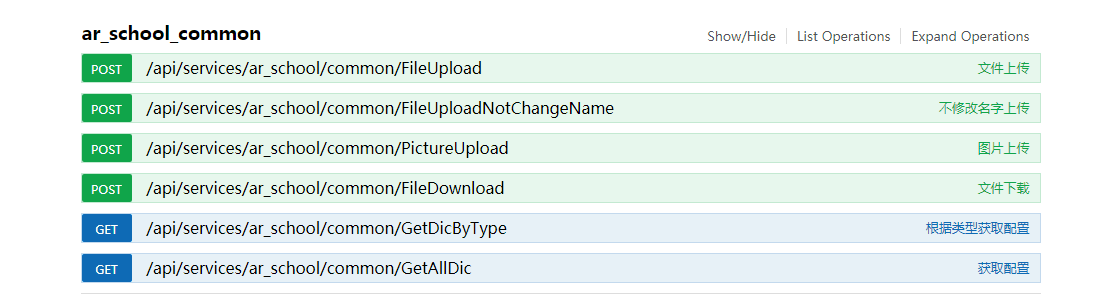 ar_school_common Show/Hide List Operations Expand Operations
POST /api/services/ar_school/common/FileUpload 文件上传
POST /api/services/ar_school/common/FileUploadNotChangeName 不修改名字上传
POST /api/services/ar_school/common/PictureUpload 图片上传
POST /api/services/ar_school/common/FileDownload 文件下载
GET /api/services/ar_school/common/GetDicByType 根据类型获取配置
GET /api/services/ar_school/common/GetAllDic 获取配置